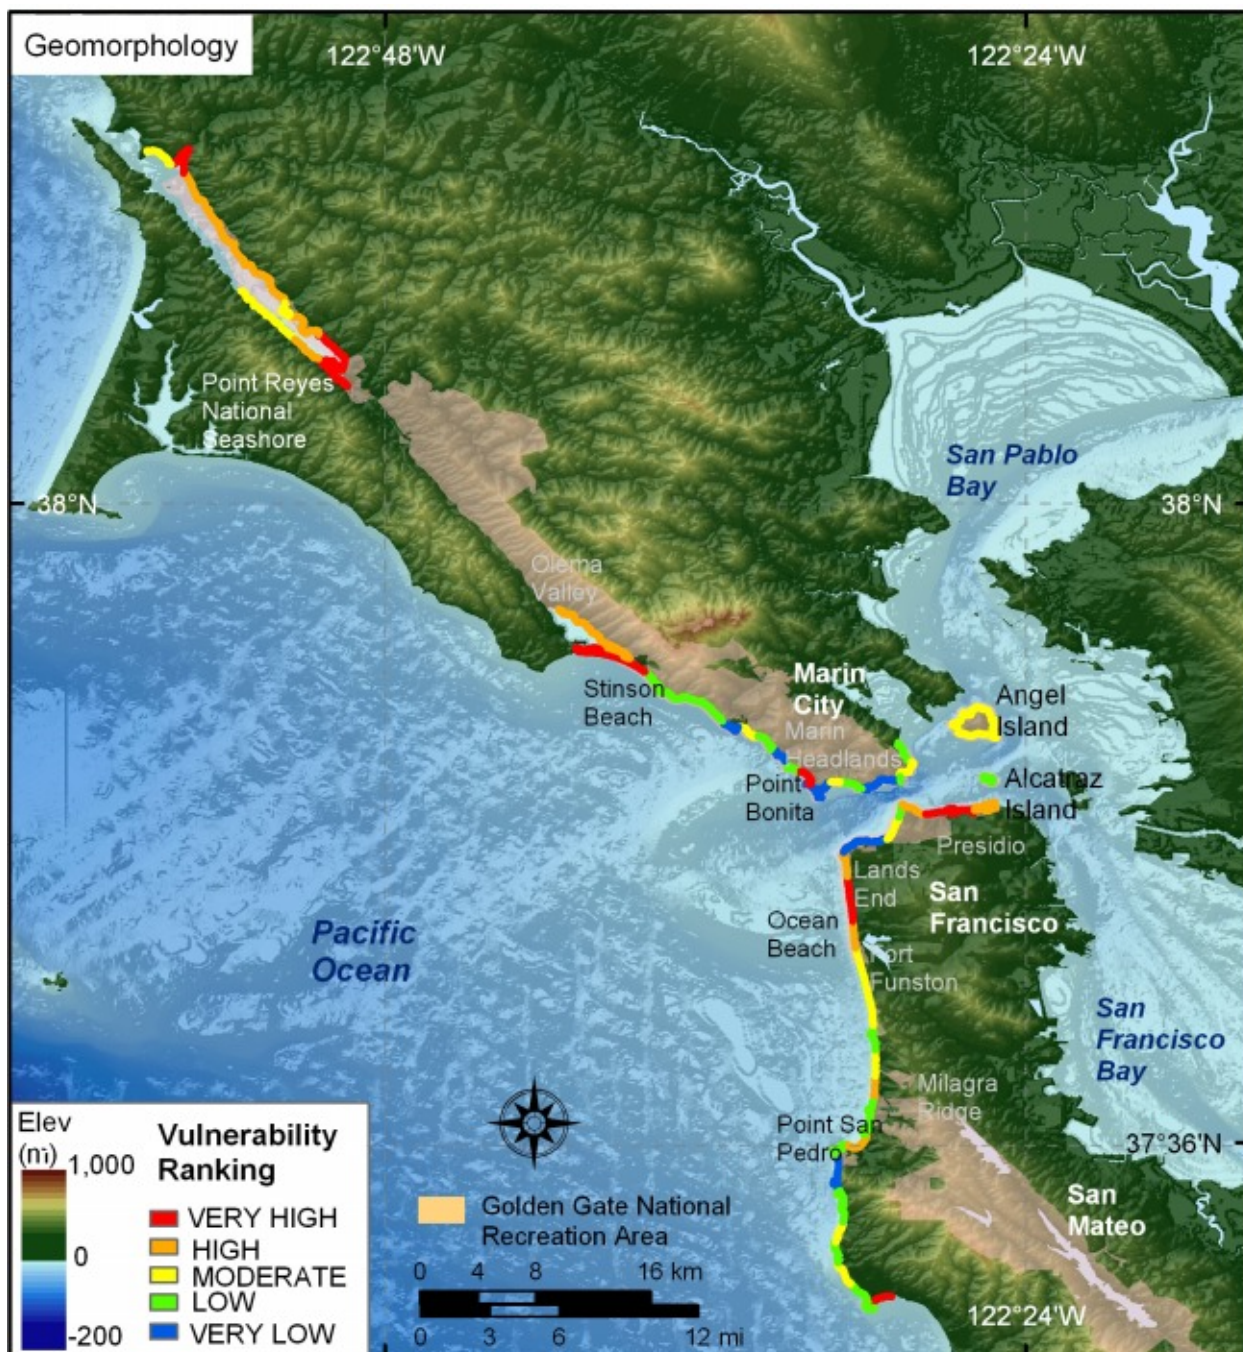 Geomorphology
122°48'W
122°24'W
Point Reyes
National
Seashore
San Pablo
Bay
38°N
38°N
Olema
Valley
Marin
City
Stinson
Beach
Marin
Headlands
Angel
Island
Point
Bonita
Alcatraz
Island
Presidio
Lands
End
San
Francisco
Ocean
Beach
Pacific
Ocean
Fort
Funston
San
Francisco
Bay
Milagra
Ridge
Point San
Pedro
37°36'N
San
Mateo
Elev
(m)
1,000
0
-200
Vulnerability
Ranking
VERY HIGH
HIGH
MODERATE
LOW
VERY LOW
Golden Gate National
Recreation Area
0 4 8 16 km
0 3 6 12 mi
122°24'W